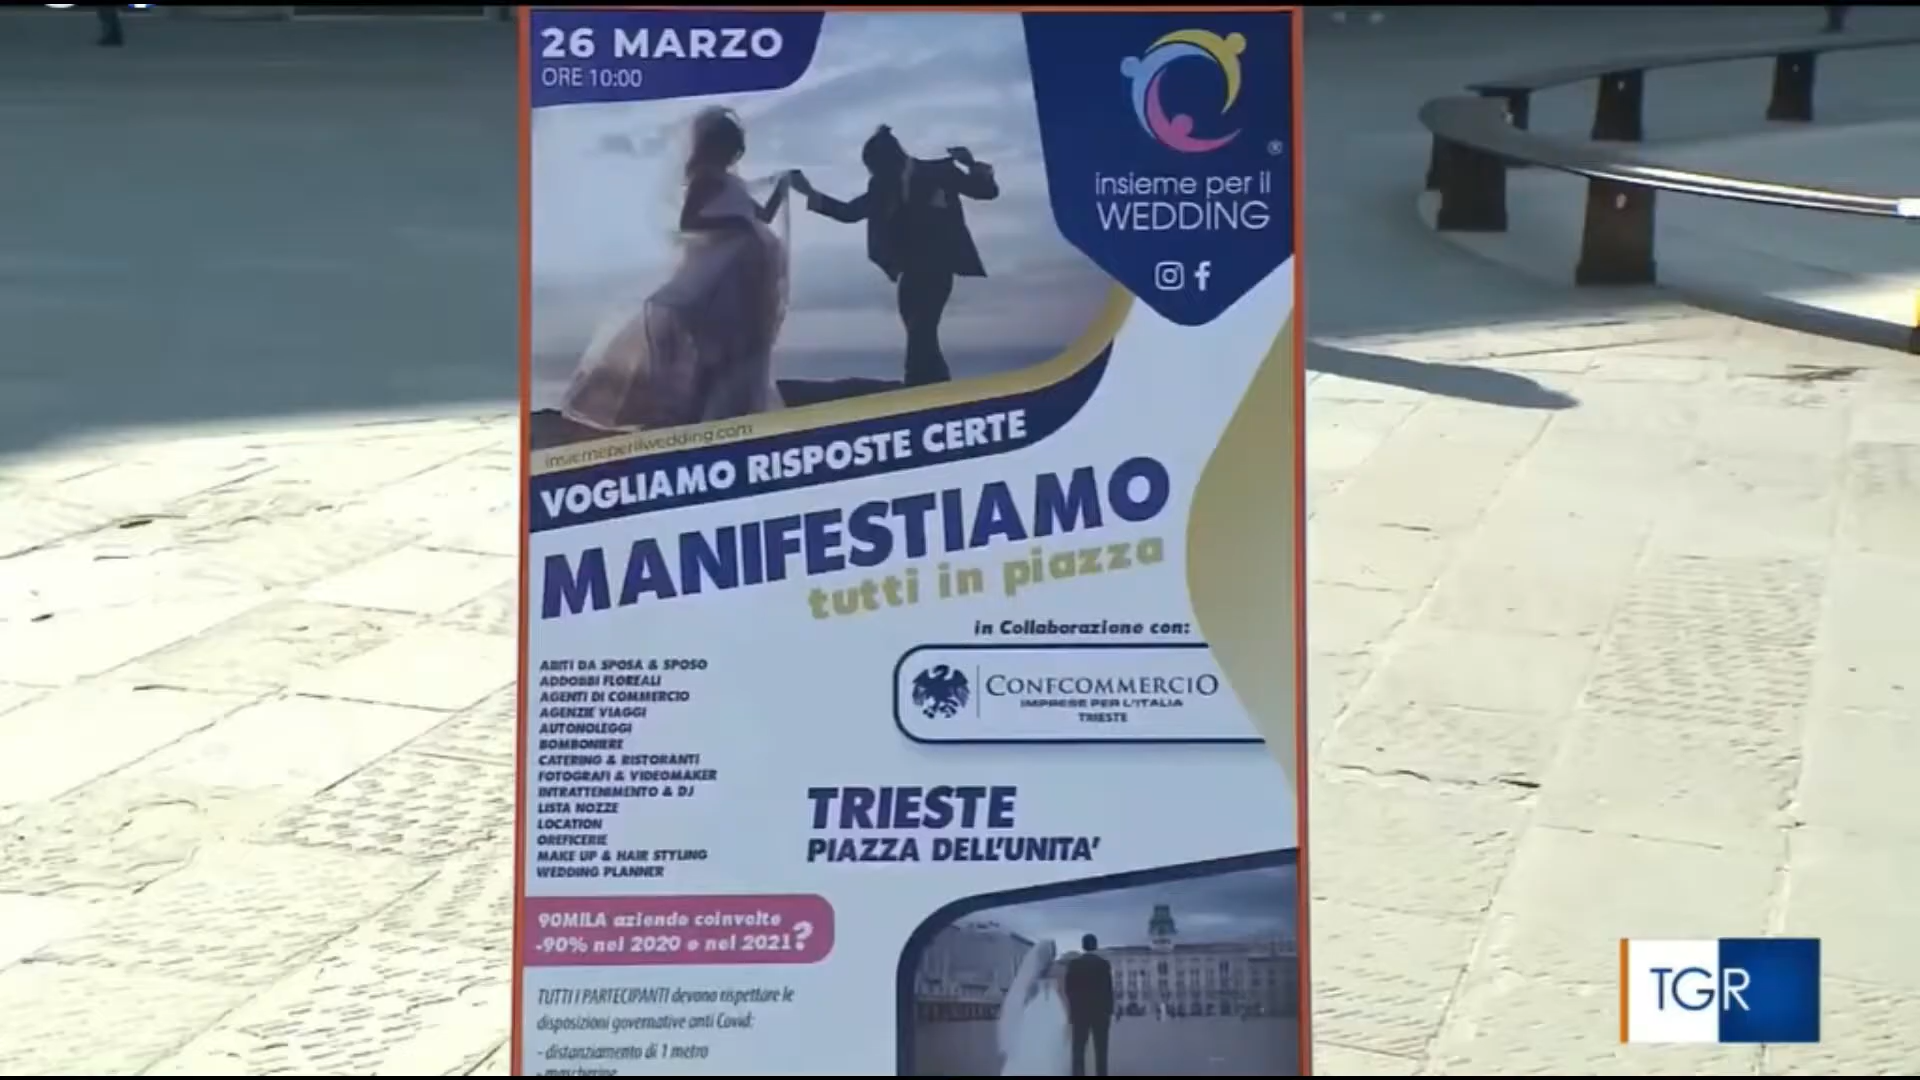 26 MARZO
ORE 10:00
insieme per il
WEDDING
®
insiemeperilwedding.com
VOGLIAMO RISPOSTE CERTE
MANIFESTIAMO
tutti in piazza
in Collaborazione con:
CONFCOMMERCIO
IMPRESE PER L'ITALIA
TRIESTE
ABITI DA SPOSA & SPOSO
ADDOBBI FLOREALI
AGENTI DI COMMERCIO
AGENZIE VIAGGI
AUTONOLEGGI
BOMBONIERE
CATERING & RISTORANTI
FOTOGRAFI & VIDEOMAKER
INTRATTENIMENTO & DJ
LISTA NOZZE
LOCATION
OREFICERIE
MAKE UP & HAIR STYLING
WEDDING PLANNER
TRIESTE
PIAZZA DELL'UNITA'
90MILA aziende coinvolte
-90% nel 2020 e nel 2021?
TUTTI I PARTECIPANTI devono rispettare le
disposizioni governative anti Covid:
- distanziamento di 1 metro
- mascherine
TGR